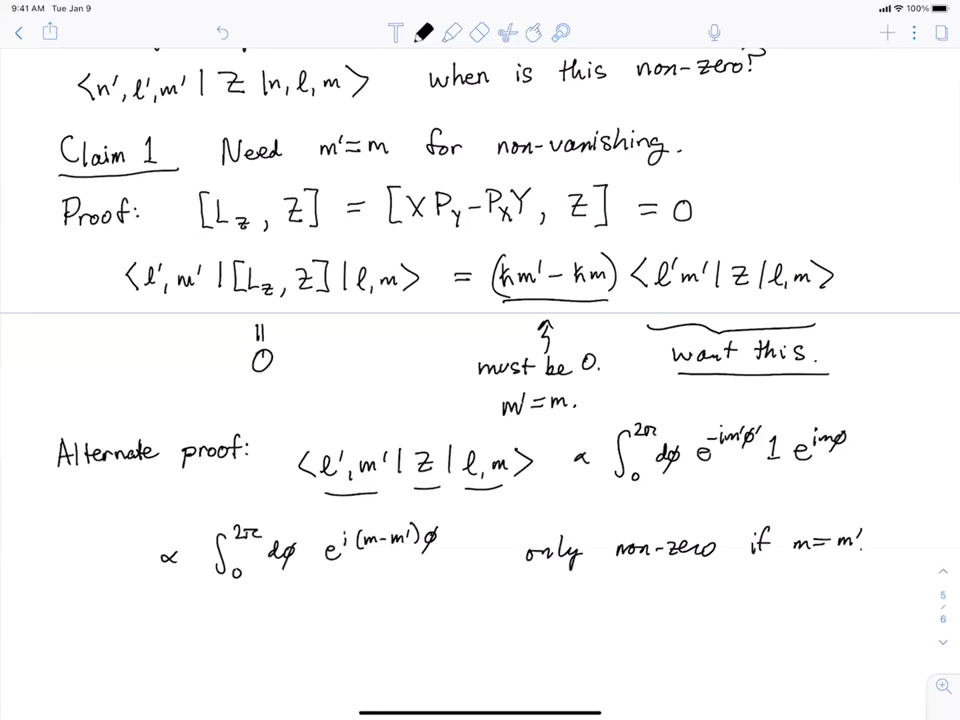 9:41 AM Tue Jan 9 100%
<n', l', m' | Z | n, l, m> when is this non-zero?
Claim 1 Need m' = m for non-vanishing.
Proof: [L_z, Z] = [X P_Y - P_X Y, Z] = 0
<l', m' | [L_z, Z] | l, m> = (ħm' - ħm) <l' m' | Z | l, m>
||
0
must be 0.
m' = m.
want this.
Alternate proof: <l', m' | Z | l, m> ∝ ∫_0^{2π} dφ e^{-im'φ'} 1 e^{imφ}
∝ ∫_0^{2π} dφ e^{i(m-m')φ} only non-zero if m = m'.
5
/
6